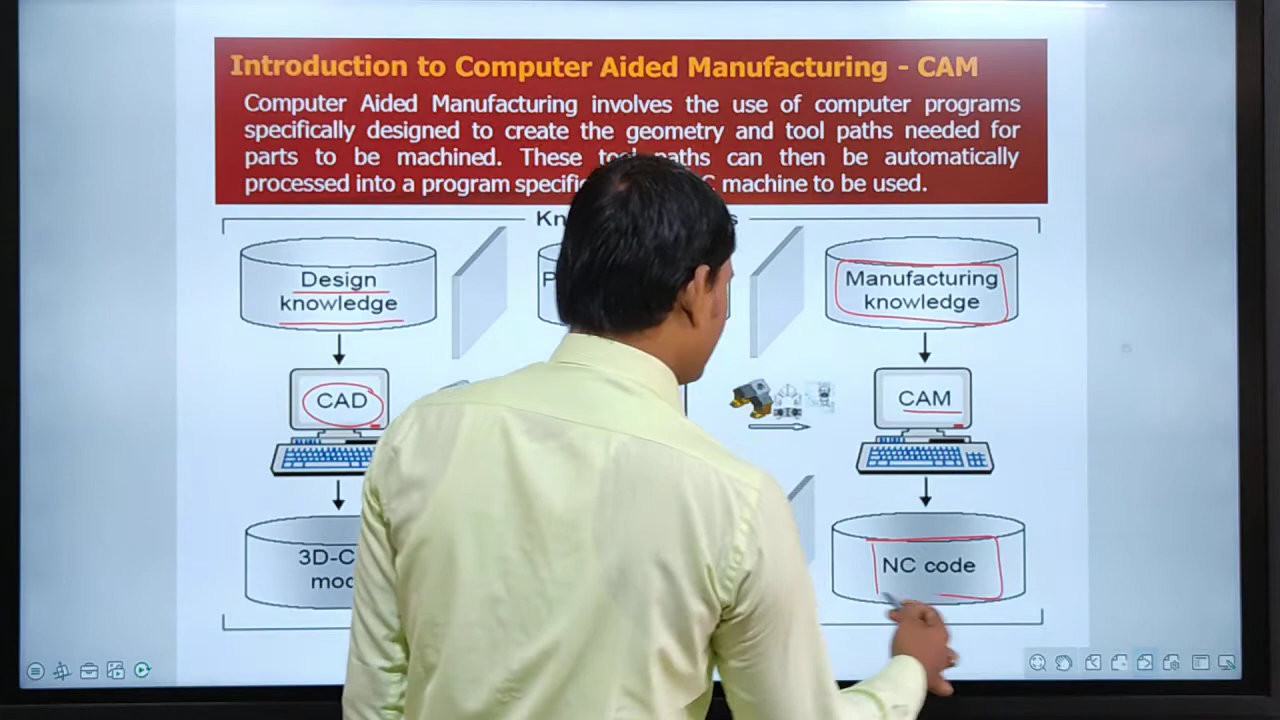 Introduction to Computer Aided Manufacturing - CAM
Computer Aided Manufacturing involves the use of computer programs
specifically designed to create the geometry and tool paths needed for
parts to be machined. These paths can then be automatically
processed into a program machine to be used.
Design
knowledge
Manufacturing
knowledge
CAD
CAM
NC code